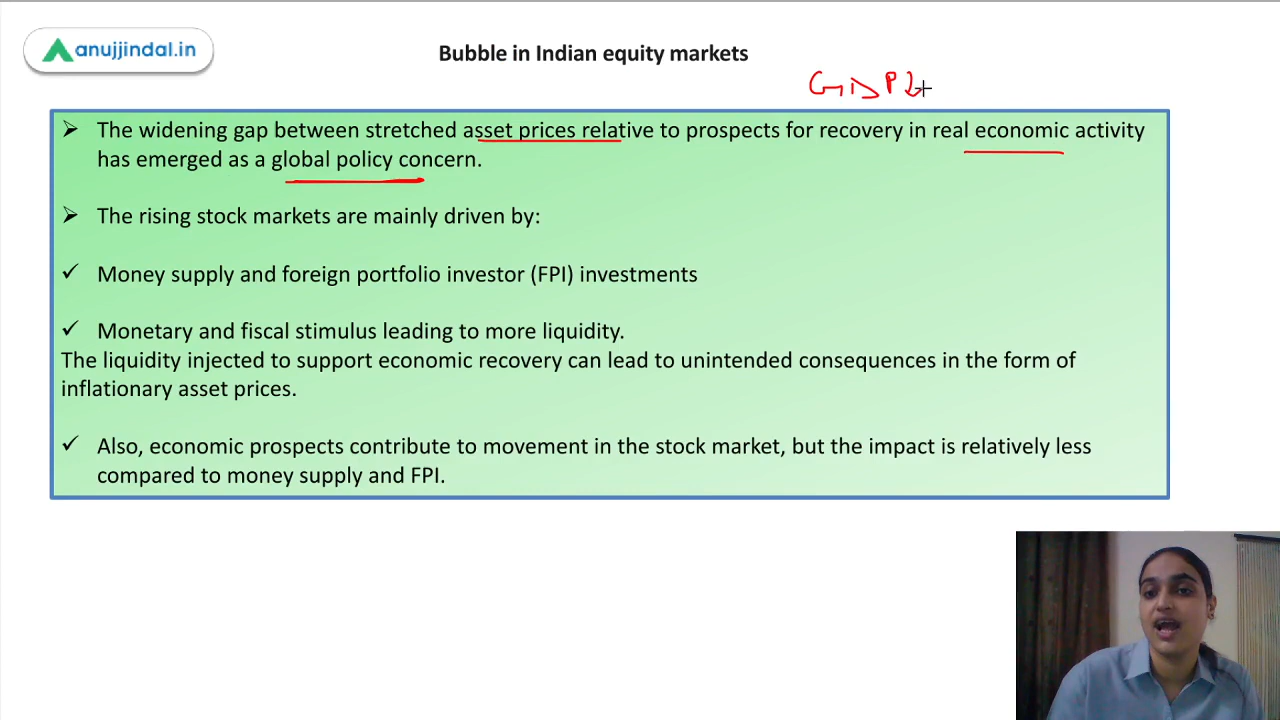 anujjindal.in
Bubble in Indian equity markets
GDP
➢ The widening gap between stretched asset prices relative to prospects for recovery in real economic activity
has emerged as a global policy concern.
➢ The rising stock markets are mainly driven by:
✓ Money supply and foreign portfolio investor (FPI) investments
✓ Monetary and fiscal stimulus leading to more liquidity.
The liquidity injected to support economic recovery can lead to unintended consequences in the form of
inflationary asset prices.
✓ Also, economic prospects contribute to movement in the stock market, but the impact is relatively less
compared to money supply and FPI.